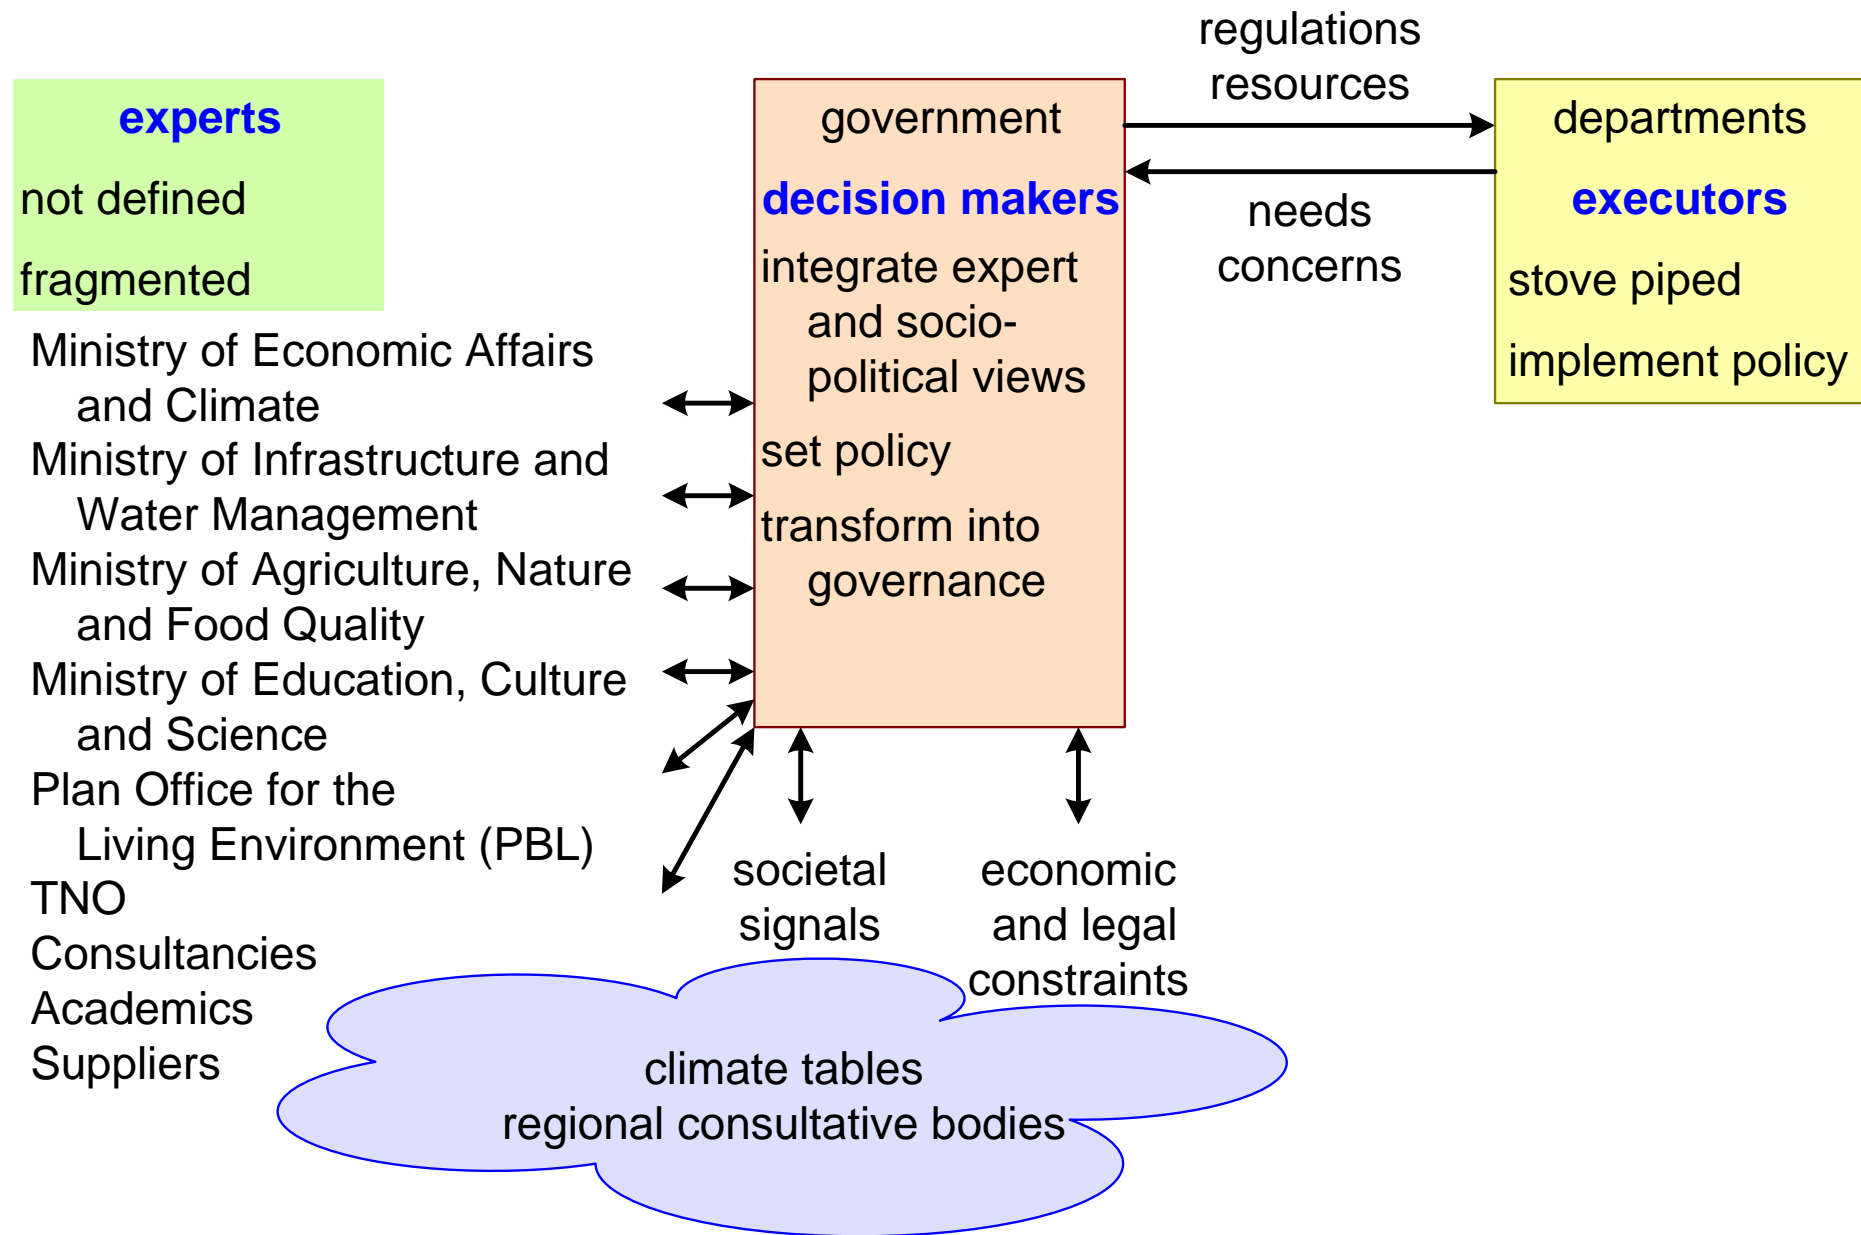 experts
not defined
fragmented
Ministry of Economic Affairs
and Climate
Ministry of Infrastructure and
Water Management
Ministry of Agriculture, Nature
and Food Quality
Ministry of Education, Culture
and Science
Plan Office for the
Living Environment (PBL)
TNO
Consultancies
Academics
Suppliers
government
decision makers
integrate expert
and socio-
political views
set policy
transform into
governance
regulations
resources
needs
concerns
departments
executors
stove piped
implement policy
societal
signals
economic
and legal
constraints
climate tables
regional consultative bodies